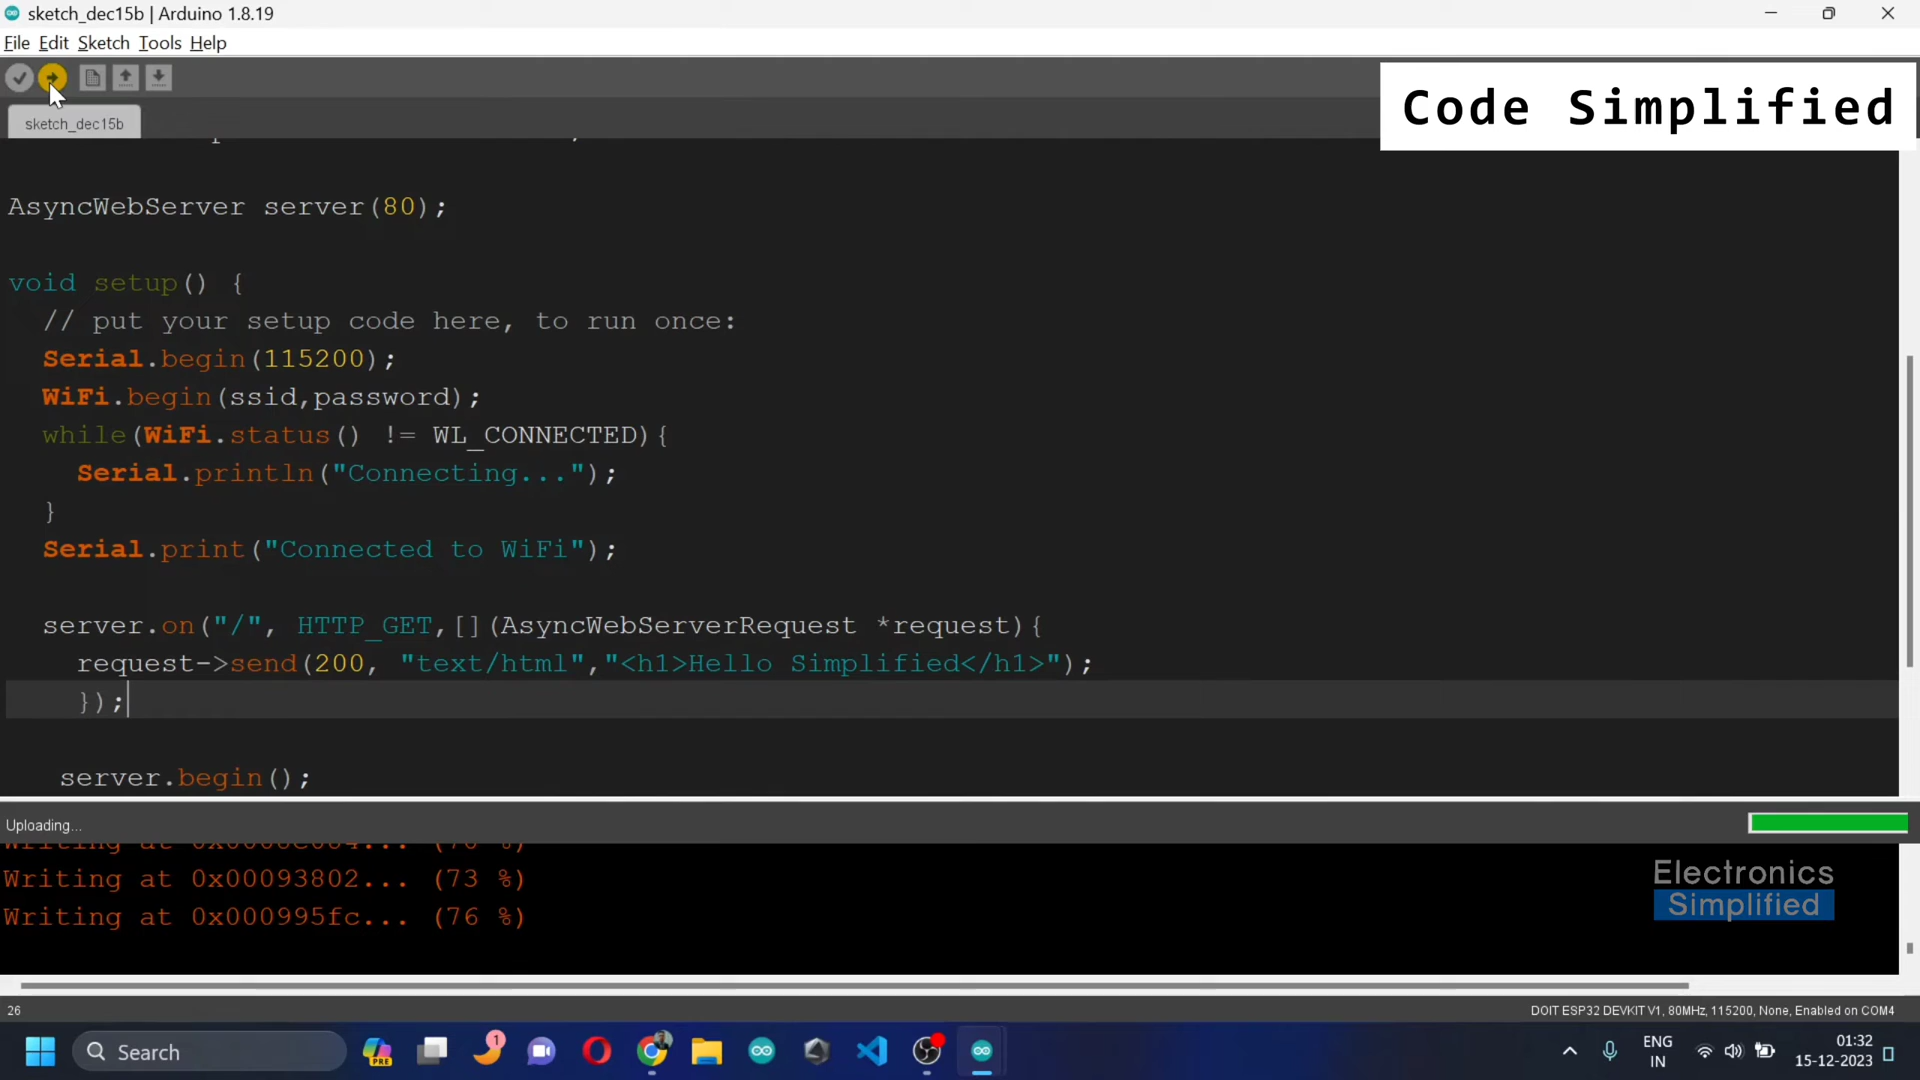 sketch_dec15b | Arduino 1.8.19
File Edit Sketch Tools Help
Code Simplified
sketch_dec15b
AsyncWebServer server(80);
void setup() {
// put your setup code here, to run once:
Serial.begin(115200);
WiFi.begin(ssid,password);
while(WiFi.status() != WL_CONNECTED){
Serial.println("Connecting...");
}
Serial.print("Connected to WiFi");
server.on("/", HTTP_GET,[](AsyncWebServerRequest *request){
request->send(200, "text/html","<h1>Hello Simplified</h1>");
});
server.begin();
Uploading...
Writing at 0x00093802... (73 %)
Writing at 0x000995fc... (76 %)
Electronics
Simplified
26
DOIT ESP32 DEVKIT V1, 80MHz, 115200, None, Enabled on COM4
Search
PRE
1
ENG
IN
01:32
15-12-2023